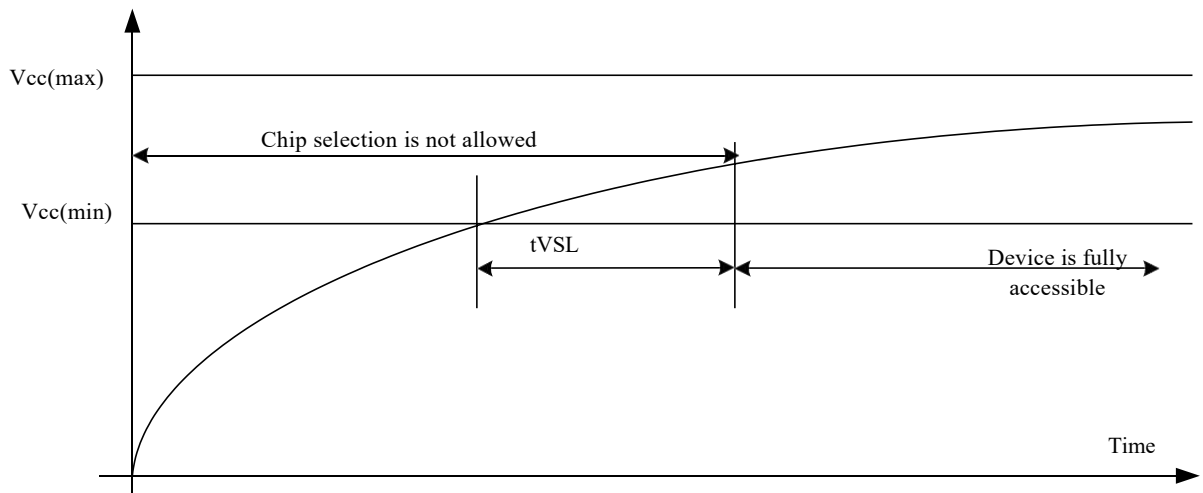 Vcc(max)
Chip selection is not allowed
Vcc(min)
tVSL
Device is fully
accessible
Time